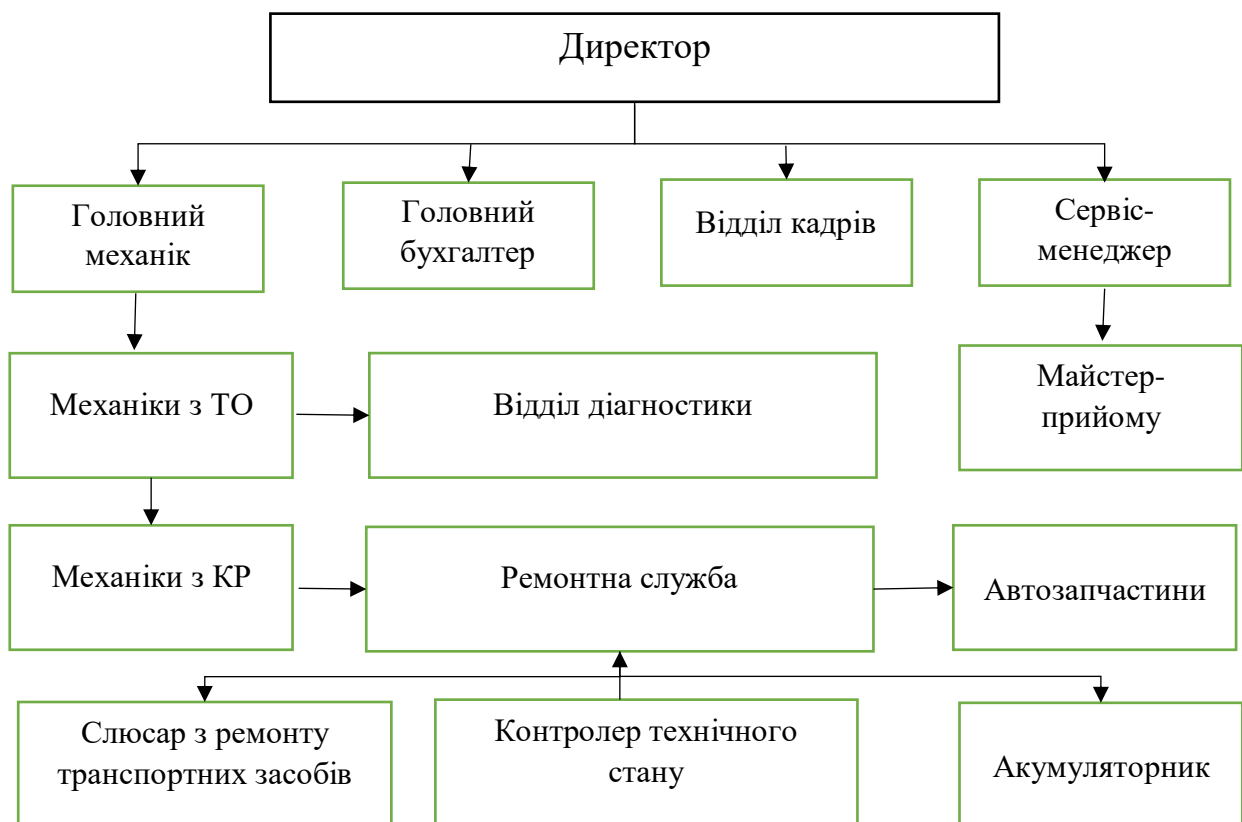 Директор
Головний
механік
Головний
бухгалтер
Відділ кадрів
Сервіс-
менеджер
Механіки з ТО
Відділ діагностики
Майстер-
прийому
Механіки з КР
Ремонтна служба
Автозапчастини
Слюсар з ремонту
транспортних засобів
Контролер технічного
стану
Акумуляторник